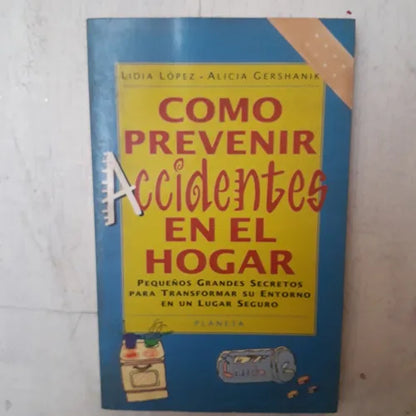 LIDIA LÓPEZ - ALICIA GERSHANIK
COMO
PREVENIR
Accidentes
EN EL
HOGAR
PEQUEÑOS GRANDES SECRETOS
PARA TRANSFORMAR SU ENTORNO
EN UN LUGAR SEGURO
PLANETA